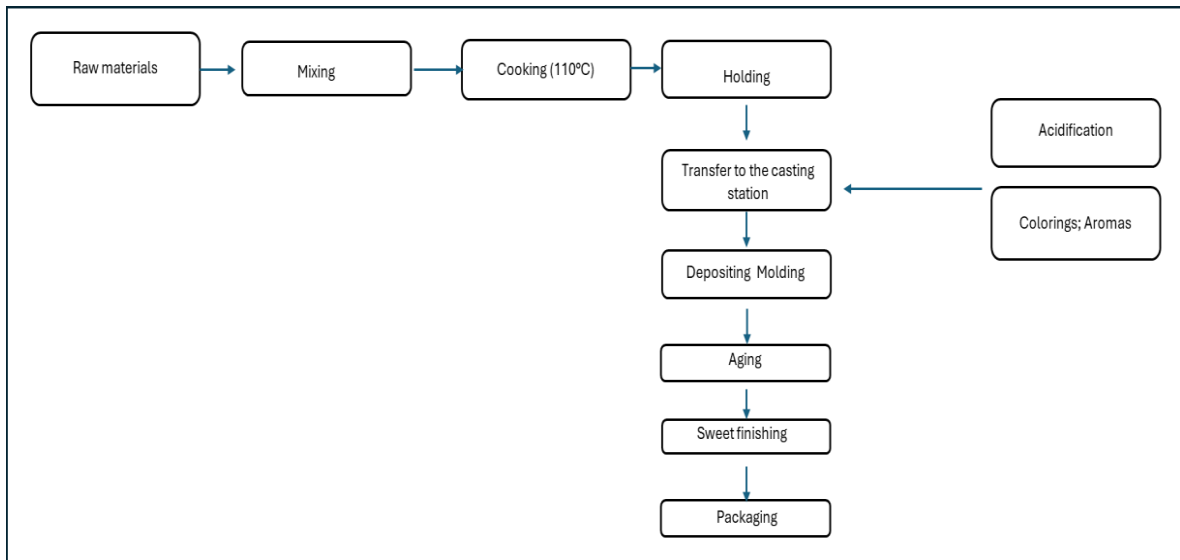 Raw materials
Mixing
Cooking (110ºC)
Holding
Acidification
Transfer to the casting
station
Colorings; Aromas
Depositing Molding
Aging
Sweet finishing
Packaging